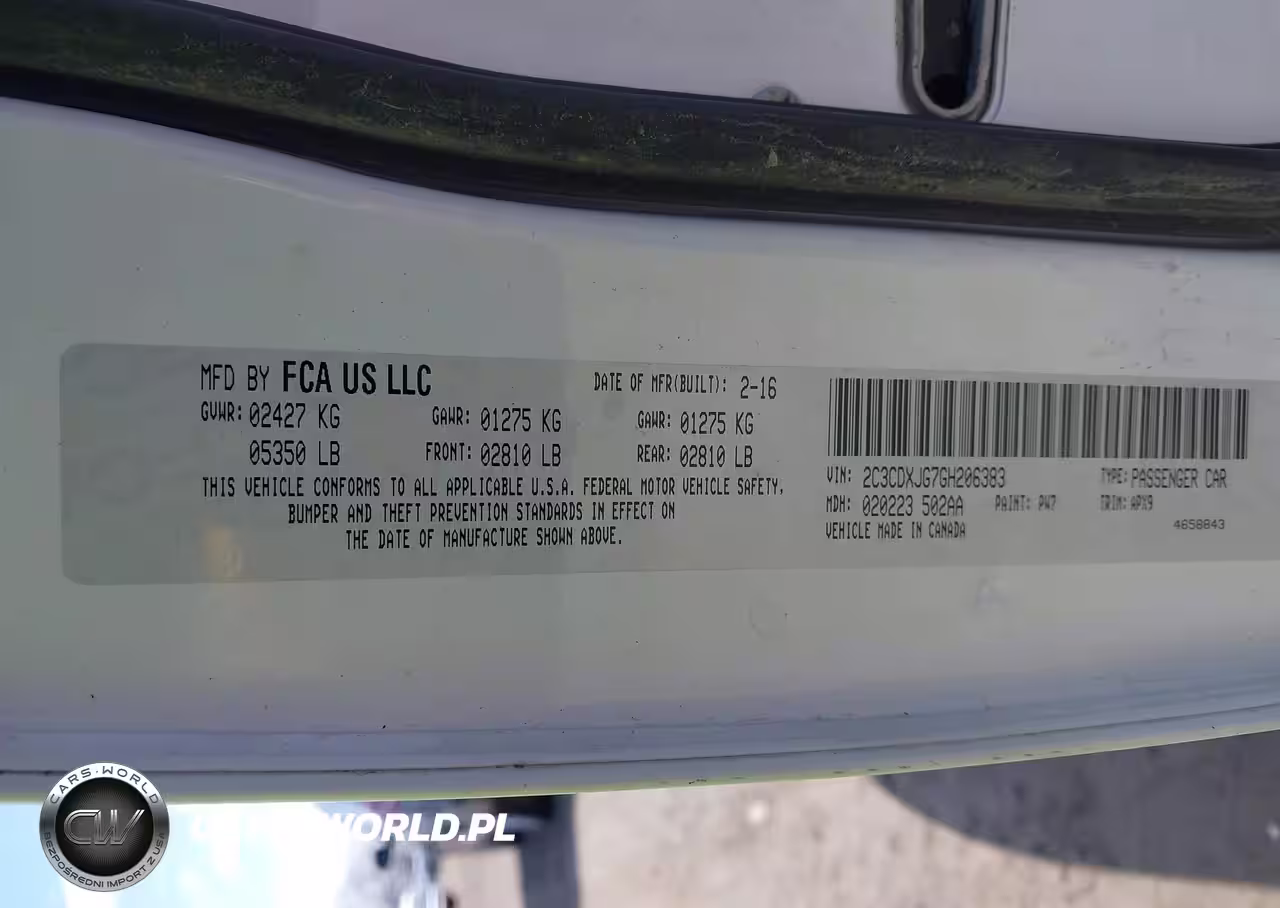 MFD BY FCA US LLC
DATE OF MFR(BUILT): 2-16
GVWR: 02427 KG GAWR: 01275 KG GAWR: 01275 KG
05350 LB FRONT: 02810 LB REAR: 02810 LB
THIS VEHICLE CONFORMS TO ALL APPLICABLE U.S.A. FEDERAL MOTOR VEHICLE SAFETY,
BUMPER AND THEFT PREVENTION STANDARDS IN EFFECT ON
THE DATE OF MANUFACTURE SHOWN ABOVE.
VIN: 2C3CDXJG7GH206383 TYPE: PASSENGER CAR
MDH: 020223 502AA PAINT: PW7 TRIM: APX9
VEHICLE MADE IN CANADA 4658843
CARS-WORLD
CW
BEZPOŚREDNI IMPORT Z USA
WORLD.PL